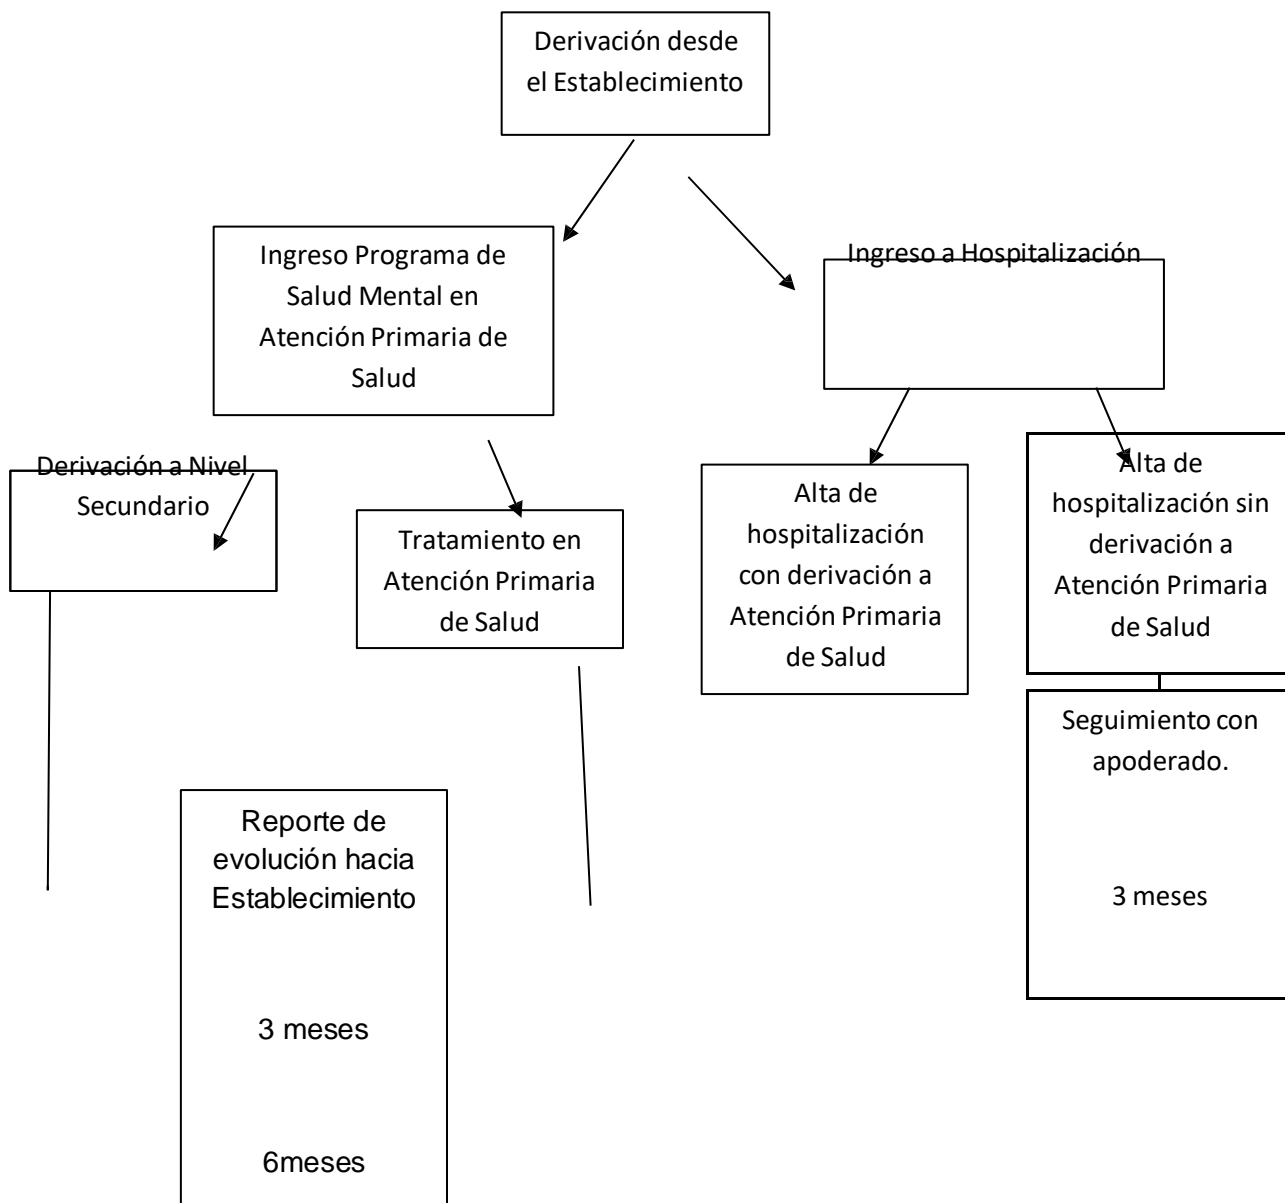 Derivación desde
el Establecimiento
Ingreso Programa de
Salud Mental en
Atención Primaria de
Salud
Ingreso a Hospitalización
Derivación a Nivel
Secundario
Tratamiento en
Atención Primaria
de Salud
Alta de
hospitalización
con derivación a
Atención Primaria
de Salud
Alta de
hospitalización sin
derivación a
Atención Primaria
de Salud
Seguimiento con
apoderado.
3 meses
Reporte de
evolución hacia
Establecimiento
3 meses
6meses